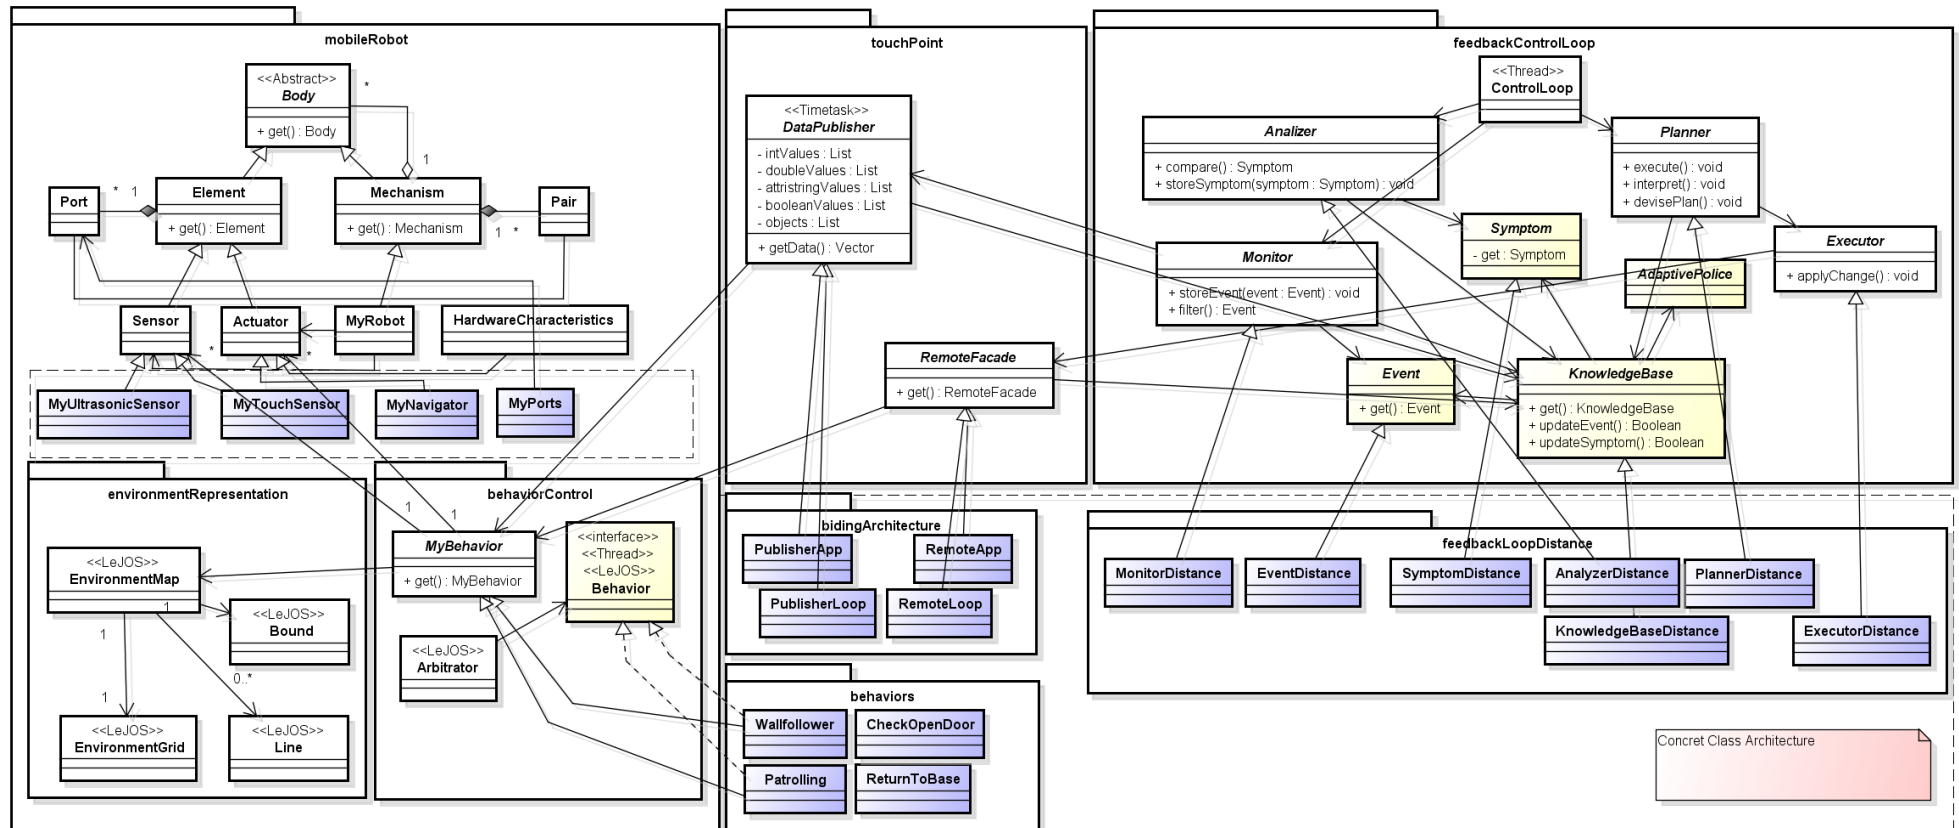 mobileRobot
<<Abstract>>
Body
+ get() : Body
*
1
Port
*
1
Element
+ get() : Element
Mechanism
+ get() : Mechanism
1
*
Pair
Sensor
Actuator
MyRobot
HardwareCharacteristics
*
*
MyUltrasonicSensor
MyTouchSensor
MyNavigator
MyPorts
environmentRepresentation
<<LeJOS>>
EnvironmentMap
1
1
<<LeJOS>>
Bound
0..*
1
<<LeJOS>>
EnvironmentGrid
<<LeJOS>>
Line
behaviorControl
1
1
MyBehavior
+ get() : MyBehavior
<<interface>>
<<Thread>>
<<LeJOS>>
Behavior
<<LeJOS>>
Arbitrator
touchPoint
<<Timetask>>
DataPublisher
- intValues : List
- doubleValues : List
- attristringValues : List
- booleanValues : List
- objects : List
+ getData() : Vector
RemoteFacade
+ get() : RemoteFacade
bidingArchitecture
PublisherApp
RemoteApp
PublisherLoop
RemoteLoop
behaviors
Wallfollower
CheckOpenDoor
Patrolling
ReturnToBase
feedbackControlLoop
<<Thread>>
ControlLoop
Analizer
+ compare() : Symptom
+ storeSymptom(symptom : Symptom) : void
Planner
+ execute() : void
+ interpret() : void
+ devisePlan() : void
Symptom
- get : Symptom
Monitor
+ storeEvent(event : Event) : void
+ filter() : Event
AdaptivePolice
Executor
+ applyChange() : void
Event
+ get() : Event
KnowledgeBase
+ get() : KnowledgeBase
+ updateEvent() : Boolean
+ updateSymptom() : Boolean
feedbackLoopDistance
MonitorDistance
EventDistance
SymptomDistance
AnalyzerDistance
PlannerDistance
KnowledgeBaseDistance
ExecutorDistance
Concret Class Architecture